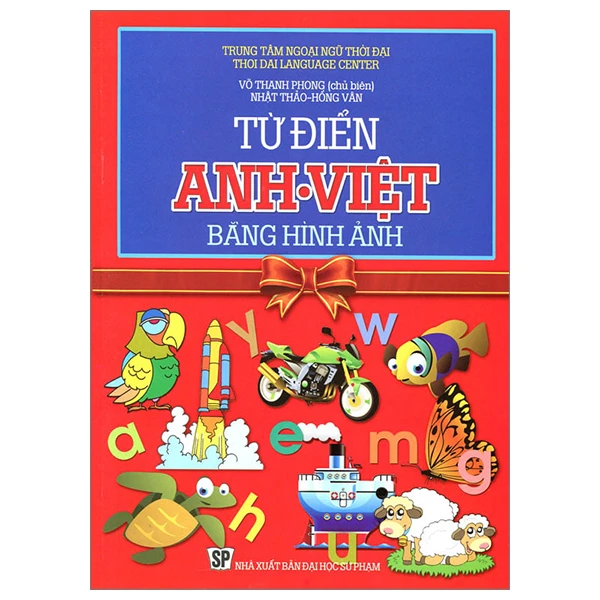 TRUNG TÂM NGOẠI NGỮ THỜI ĐẠI
THOI DAI LANGUAGE CENTER
VÕ THANH PHONG (chủ biên)
NHẬT THẢO-HỒNG VÂN
TỪ ĐIỂN
ANH·VIỆT
BẰNG HÌNH ẢNH
y
w
a
e
m
g
h
u
SP
NHÀ XUẤT BẢN ĐẠI HỌC SƯ PHẠM